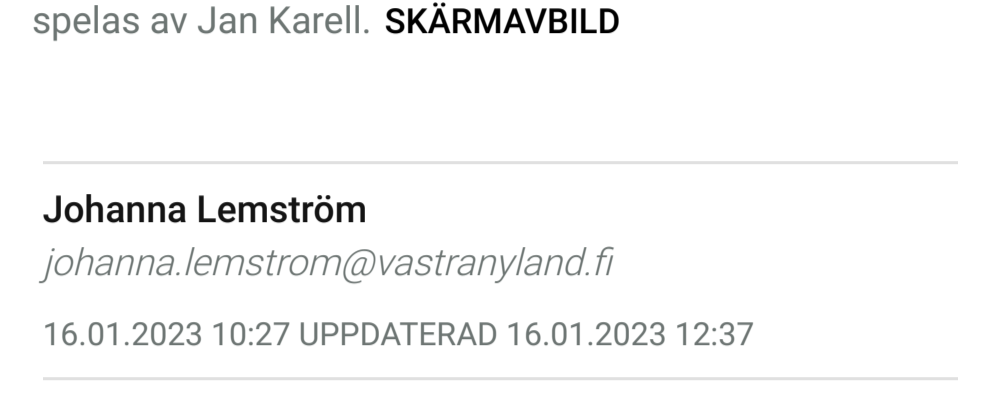 spelas av Jan Karell. SKÄRMAVBILD
Johanna Lemström
johanna.lemstrom@vastranyland.fi
16.01.2023 10:27 UPPDATERAD 16.01.2023 12:37